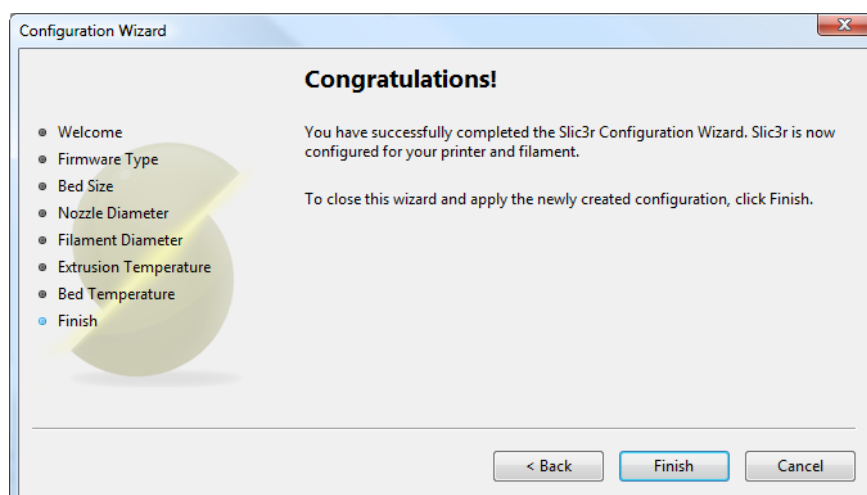 Configuration Wizard
Congratulations!
Welcome
Firmware Type
Bed Size
Nozzle Diameter
Filament Diameter
Extrusion Temperature
Bed Temperature
Finish
You have successfully completed the Slic3r Configuration Wizard. Slic3r is now
configured for your printer and filament.
To close this wizard and apply the newly created configuration, click Finish.
< Back
Finish
Cancel